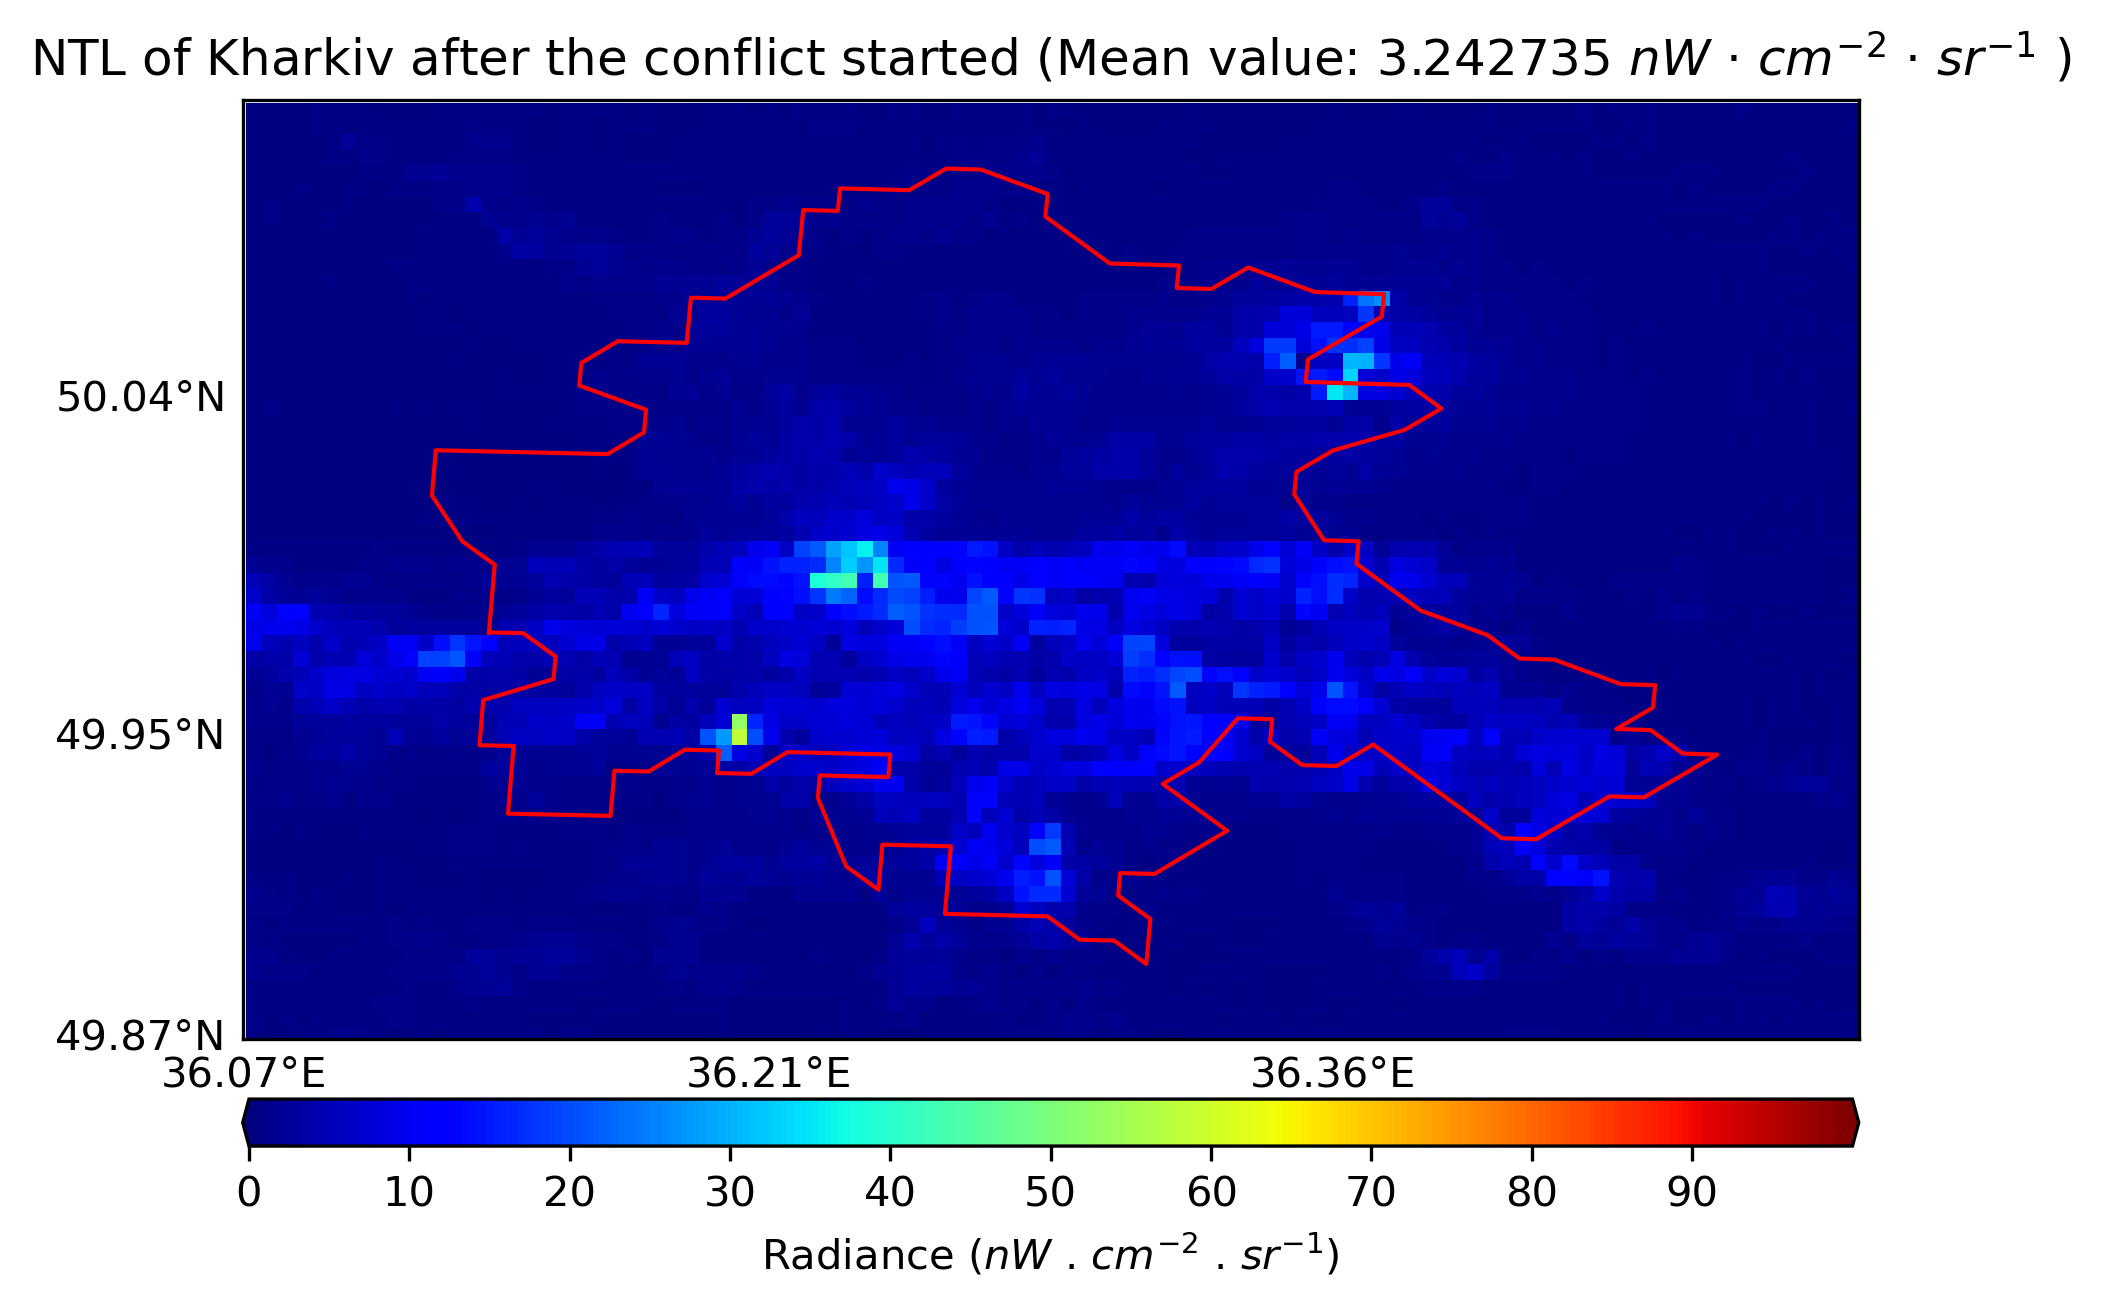 NTL of Kharkiv after the conflict started (Mean value: 3.242735 nW · cm⁻² · sr⁻¹ )
50.04°N
49.95°N
49.87°N
36.07°E 36.21°E 36.36°E
0 10 20 30 40 50 60 70 80 90
Radiance (nW . cm⁻² . sr⁻¹)